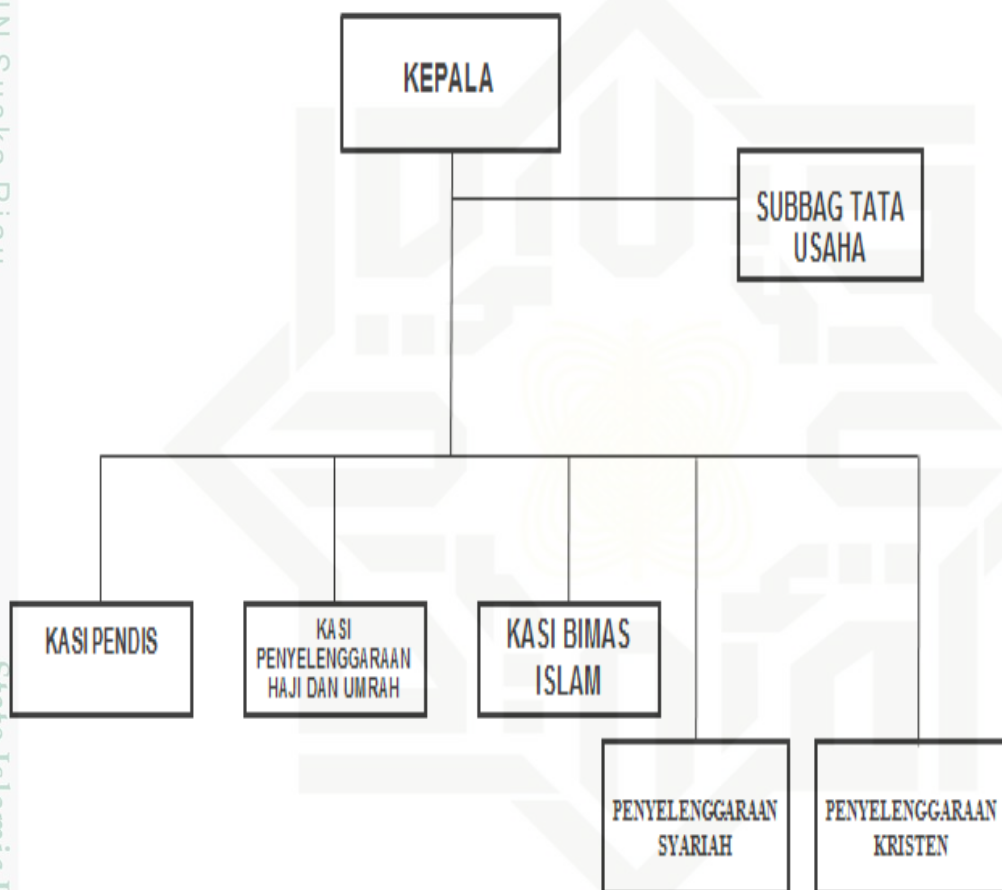 KEPALA
SUBBAG TATA
USAHA
KASI PENDIS
KASI
PENYELENGGARAAN
HAJI DAN UMRAH
KASI BIMAS
ISLAM
PENYELENGGARAAN
SYARIAH
PENYELENGGARAAN
KRISTEN